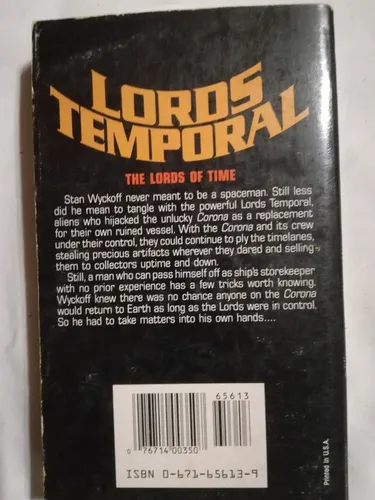 LORDS
TEMPORAL
THE LORDS OF TIME
Stan Wyckoff never meant to be a spaceman. Still less
did he mean to tangle with the powerful Lords Temporal,
aliens who hijacked the unlucky Corona as a replacement
for their own ruined vessel. With the Corona and its crew
under their control, they could continue to ply the timelanes,
stealing precious artifacts wherever they dared and selling
them to collectors uptime and down.
Still, a man who can pass himself off as ship's storekeeper
with no prior experience has a few tricks worth knowing.
Wyckoff knew there was no chance anyone on the Corona
would return to Earth as long as the Lords were in control.
So he had to take matters into his own hands....
65613
0 76714 00350
ISBN 0-671-65613-9
Printed in U.S.A.